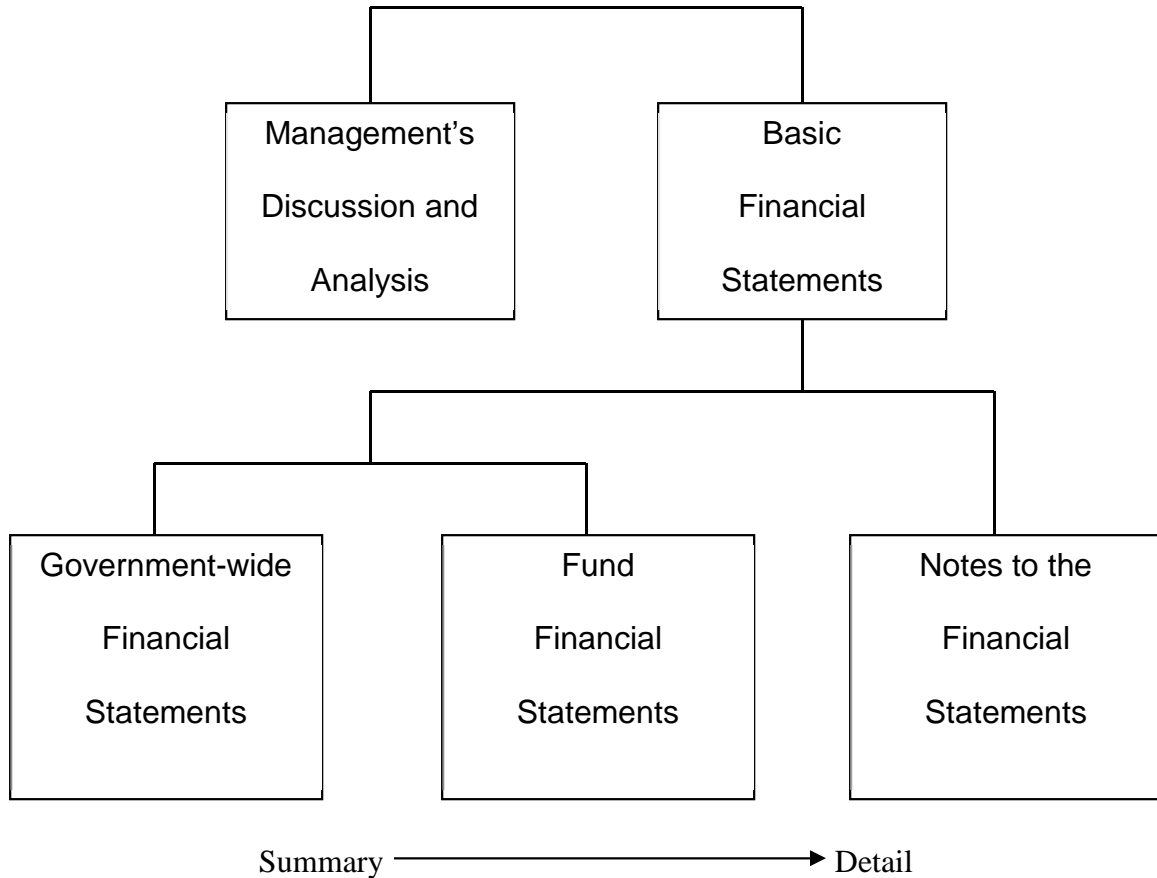 Management’s
Discussion and
Analysis
Basic
Financial
Statements
Government-wide
Financial
Statements
Fund
Financial
Statements
Notes to the
Financial
Statements
Summary
Detail